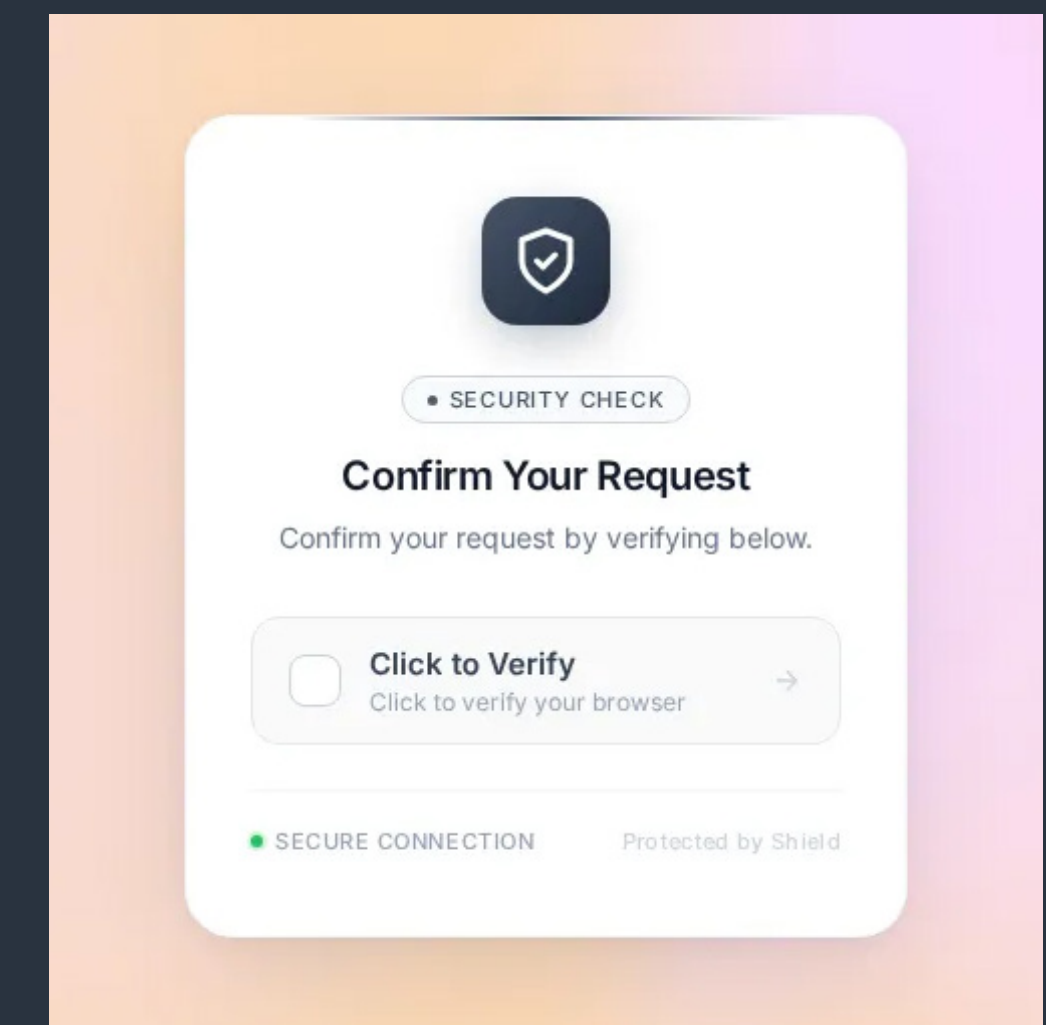 SECURITY CHECK
Confirm Your Request
Confirm your request by verifying below.
Click to Verify
Click to verify your browser
SECURE CONNECTION
Protected by Shield